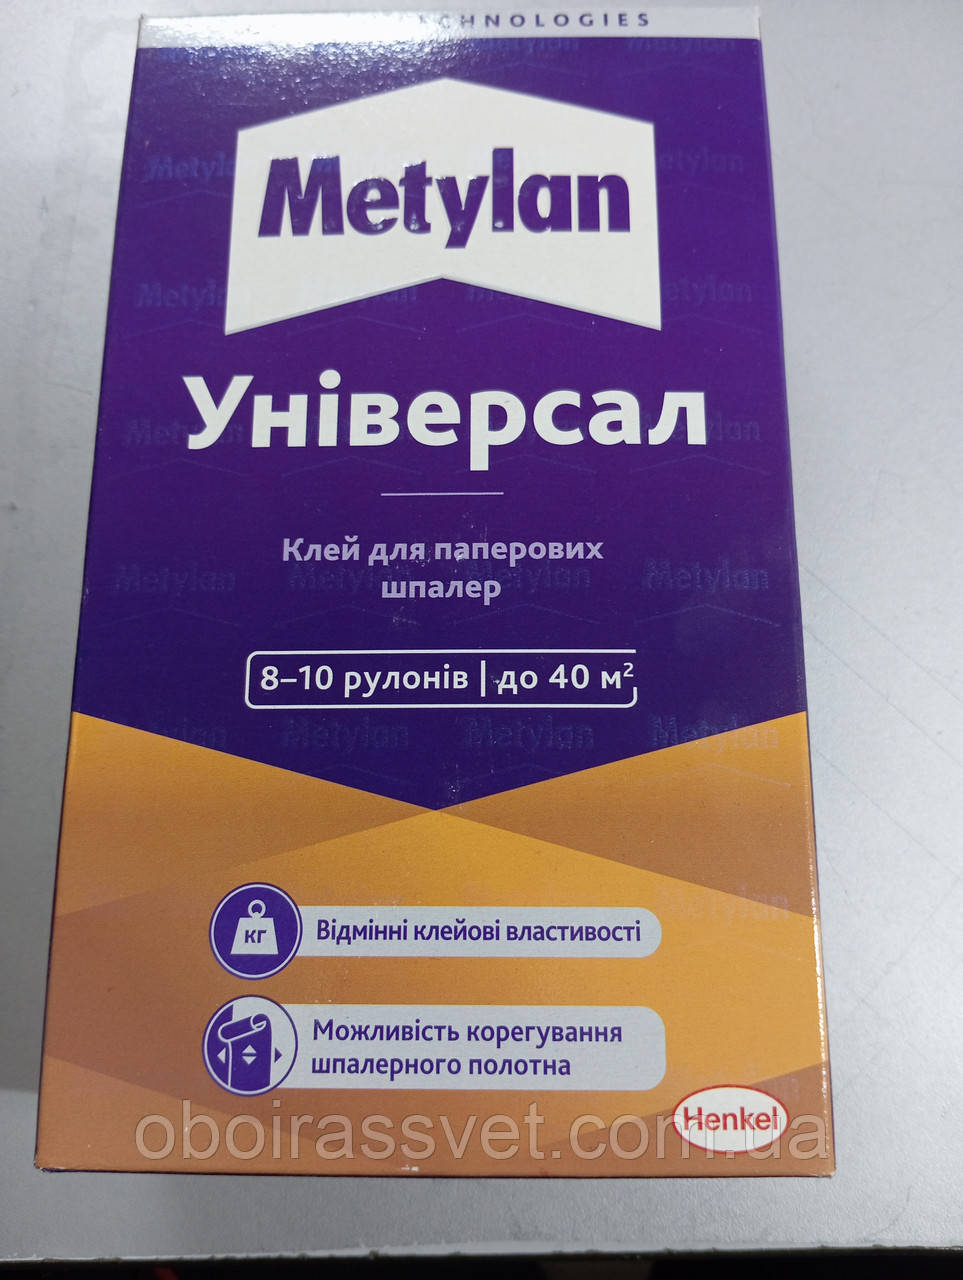 TECHNOLOGIES
Metylan
Універсал
Клей для паперових
шпалер
8–10 рулонів | до 40 м²
кг
Відмінні клейові властивості
Можливість корегування
шпалерного полотна
Henkel
oboirassvet.com.ua